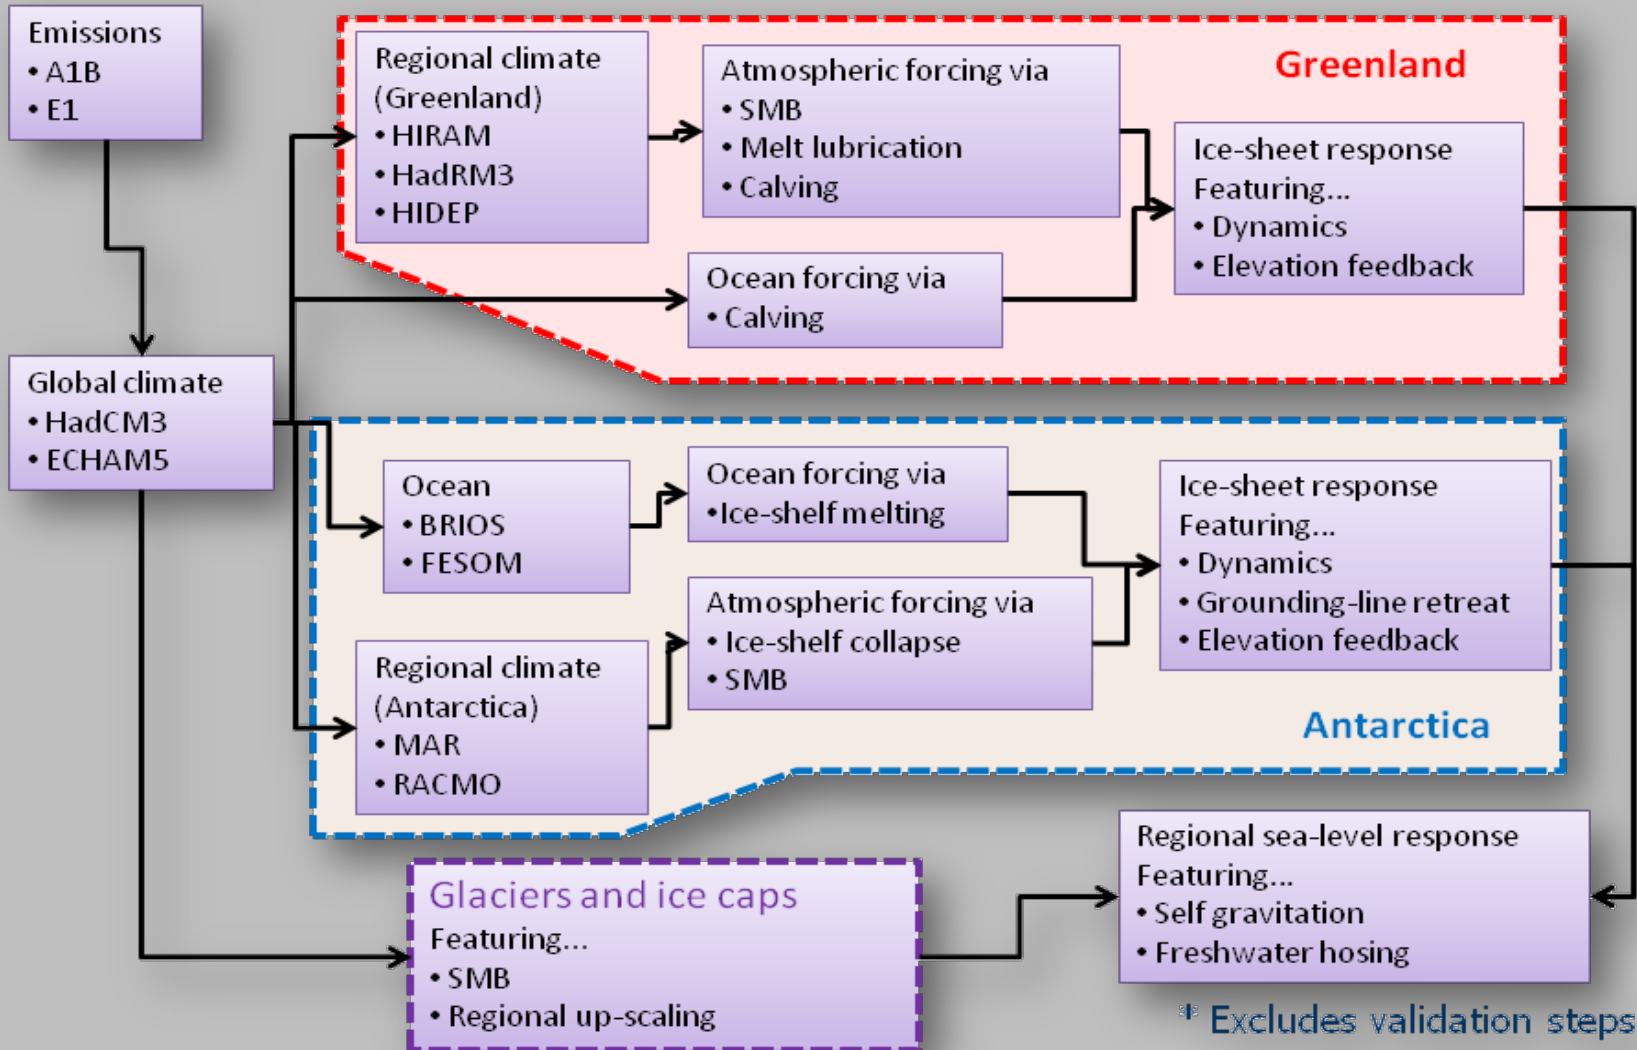 Emissions
• A1B
• E1
Regional climate
(Greenland)
• HIRAM
• HadRM3
• HIDEP
Atmospheric forcing via
• SMB
• Melt lubrication
• Calving
Greenland
Ice-sheet response
Featuring...
• Dynamics
• Elevation feedback
Ocean forcing via
• Calving
Global climate
• HadCM3
• ECHAM5
Ocean
• BRIOS
• FESOM
Ocean forcing via
•Ice-shelf melting
Ice-sheet response
Featuring...
• Dynamics
• Grounding-line retreat
• Elevation feedback
Atmospheric forcing via
• Ice-shelf collapse
• SMB
Regional climate
(Antarctica)
• MAR
• RACMO
Antarctica
Glaciers and ice caps
Featuring...
• SMB
• Regional up-scaling
Regional sea-level response
Featuring...
• Self gravitation
• Freshwater hosing
* Excludes validation steps